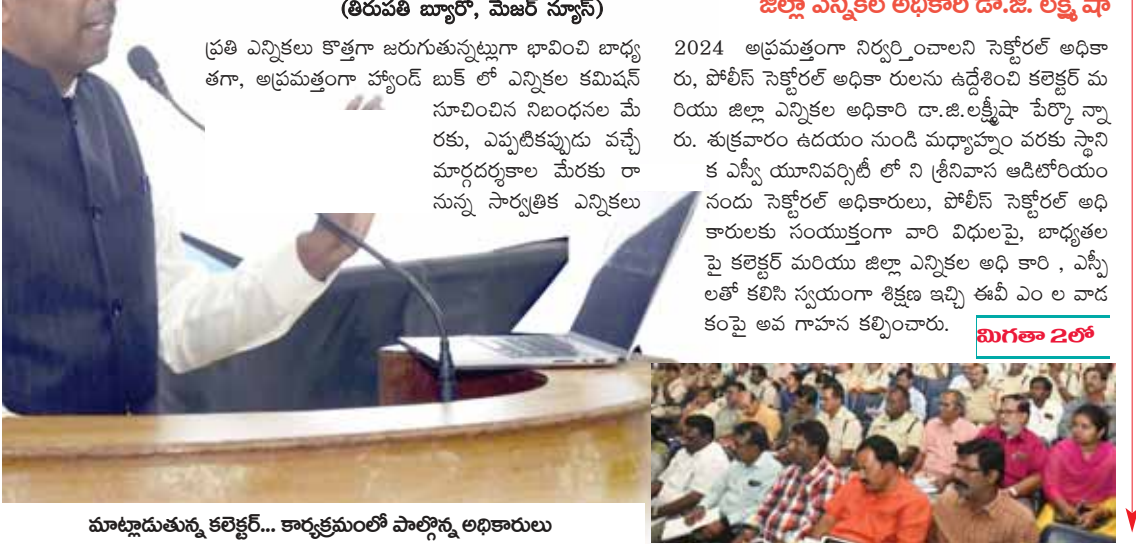 (తిరుపతి బ్యూరో, మేజర్ న్యూస్)
ప్రతి ఎన్నికలు కొత్తగా జరుగుతున్నట్లుగా భావించి బాధ్య
తగా, అప్రమత్తంగా హ్యాండ్ బుక్ లో ఎన్నికల కమిషన్
సూచించిన నిబంధనల మే
రకు, ఎప్పటికప్పుడు వచ్చే
మార్గదర్శకాల మేరకు రా
నున్న సార్వత్రిక ఎన్నికలు
జిల్లా ఎన్నికల అధికారి డా.జి. లక్ష్మీ షా
2024 అప్రమత్తంగా నిర్వర్తించాలని సెక్టోరల్ అధికా
రు, పోలీస్ సెక్టోరల్ అధికా రులను ఉద్దేశించి కలెక్టర్ మ
రియు జిల్లా ఎన్నికల అధికారి డా.జి.లక్ష్మీషా పేర్కొ న్నా
రు. శుక్రవారం ఉదయం నుండి మధ్యాహ్నం వరకు స్థాని
క ఎస్వీ యూనివర్సిటీ లో ని శ్రీనివాస ఆడిటోరియం
నందు సెక్టోరల్ అధికారులు, పోలీస్ సెక్టోరల్ అధి
కారులకు సంయుక్తంగా వారి విధులపై, బాధ్యతల
పై కలెక్టర్ మరియు జిల్లా ఎన్నికల అధి కారి , ఎస్పీ
లతో కలిసి స్వయంగా శిక్షణ ఇచ్చి ఈవీ ఎం ల వాడ
కంపై అవ గాహన కల్పించారు.
మిగతా 2లో
మాట్లాడుతున్న కలెక్టర్... కార్యక్రమంలో పాల్గొన్న అధికారులు